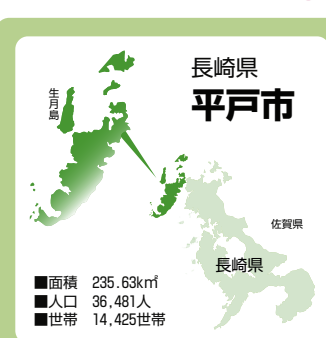 長崎県
平戸市
生月島
佐賀県
長崎県
■面積 235.63k㎡
■人口 36,481人
■世帯 14,425世帯